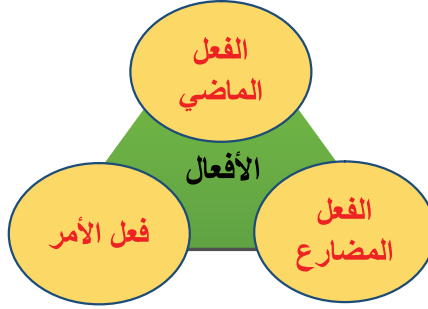 الفعل
الماضي
الأفعال
الفعل
المضارع
فعل الأمر